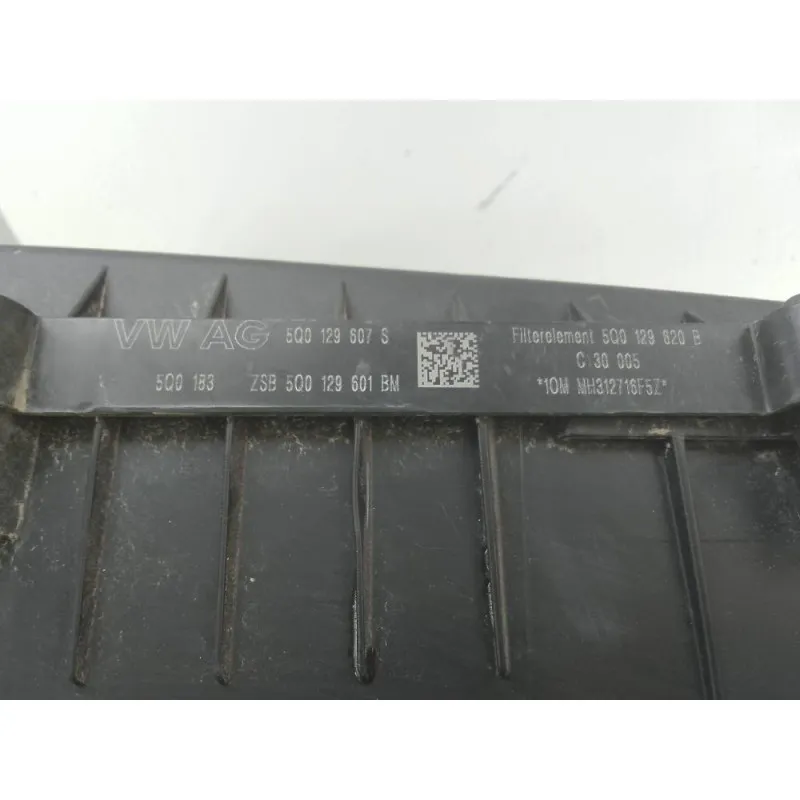 VW AG 5Q0 129 607 S
5Q0 183 ZSB 5Q0 129 601 BM
Filterelement 5Q0 129 620 B
C 30 005
*1OM MH312716F5Z*